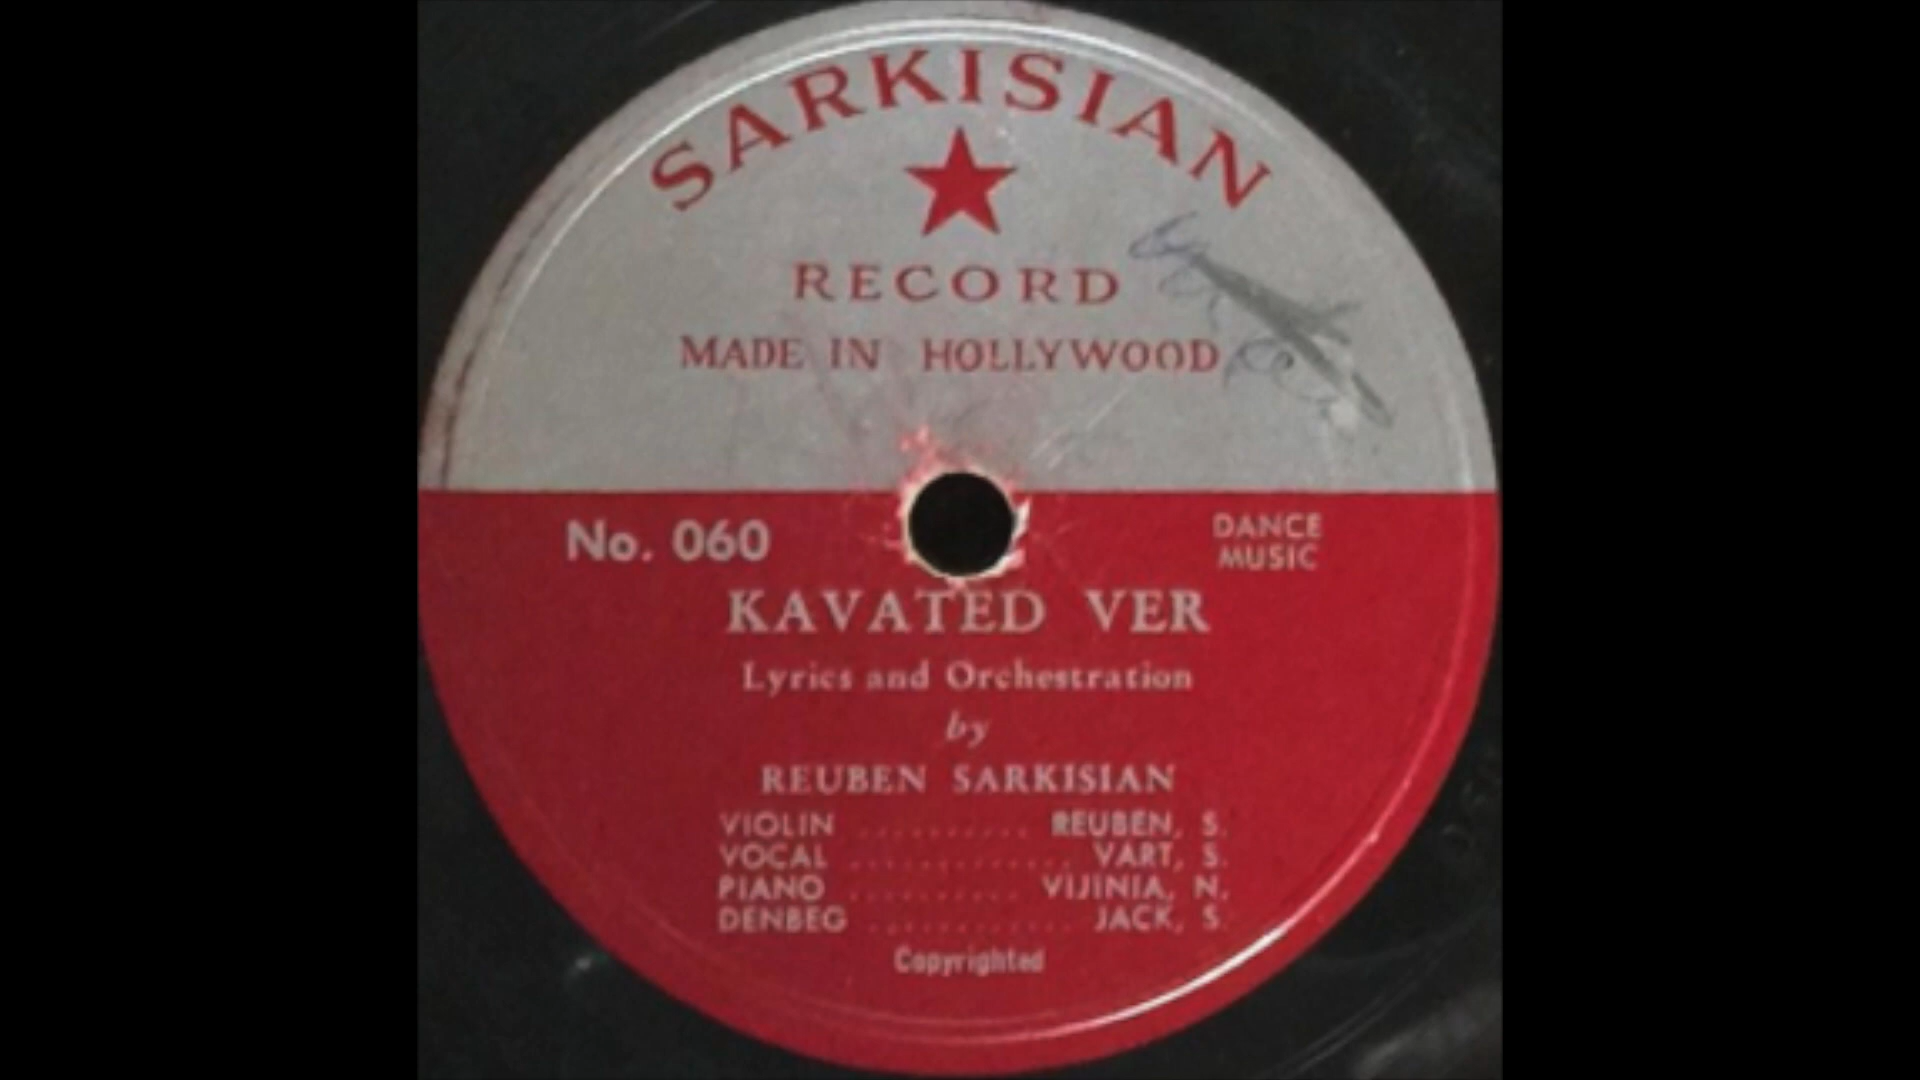 SARKISIAN
RECORD
MADE IN HOLLYWOOD
No. 060
DANCE
MUSIC
KAVATED VER
Lyrics and Orchestration
by
REUBEN SARKISIAN
VIOLIN .......... REUBEN, S.
VOCAL ............. VART, S.
PIANO .......... VIJINIA, N.
DENBEG ............ JACK, S.
Copyrighted